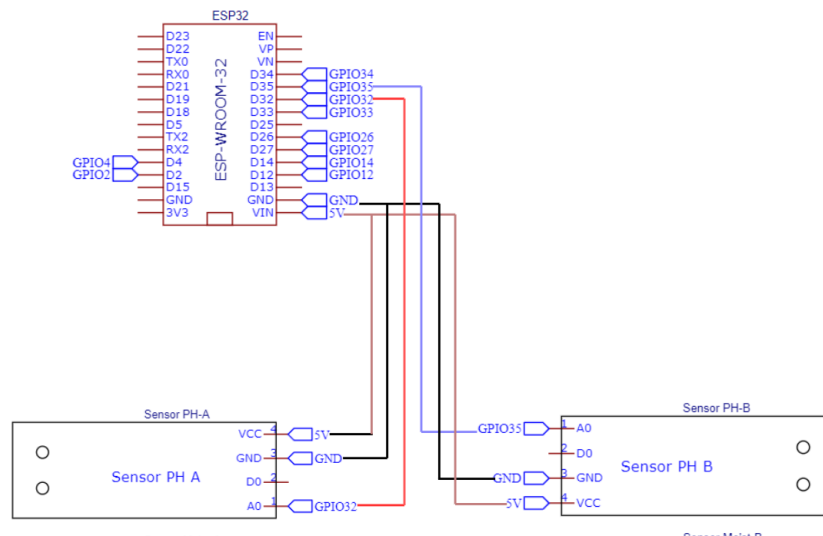 ESP32
ESP-WROOM-32
D23
D22
TX0
RX0
D21
D19
D18
D5
TX2
RX2
GPIO4 D4
GPIO2 D2
D15
GND
3V3
EN
VP
VN
D34 GPIO34
D35 GPIO35
D32 GPIO32
D33 GPIO33
D25
D26 GPIO26
D27 GPIO27
D14 GPIO14
D12 GPIO12
D13
GND GND
VIN 5V
Sensor PH-A
Sensor PH A
VCC 4 5V
GND 3 GND
D0 2
A0 1 GPIO32
Sensor PH-B
GPIO35 1 A0
2 D0
GND 3 GND
5V 4 VCC
Sensor PH B